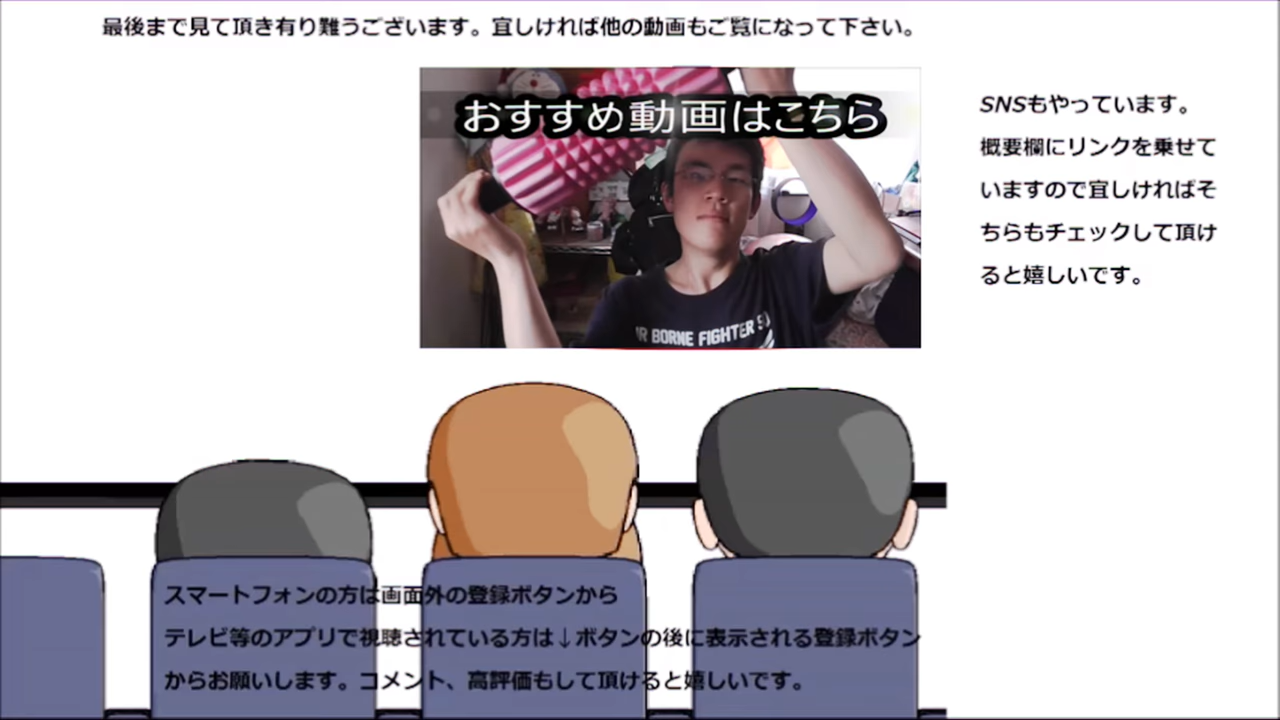 最後まで見て頂き有り難うございます。宜しければ他の動画もご覧になって下さい。
おすすめ動画はこちら
IR BORNE FIGHTER
SNSもやっています。
概要欄にリンクを乗せて
いますので宜しければそ
ちらもチェックして頂け
ると嬉しいです。
スマートフォンの方は画面外の登録ボタンから
テレビ等のアプリで視聴されている方は↓ボタンの後に表示される登録ボタン
からお願いします。コメント、高評価もして頂けると嬉しいです。